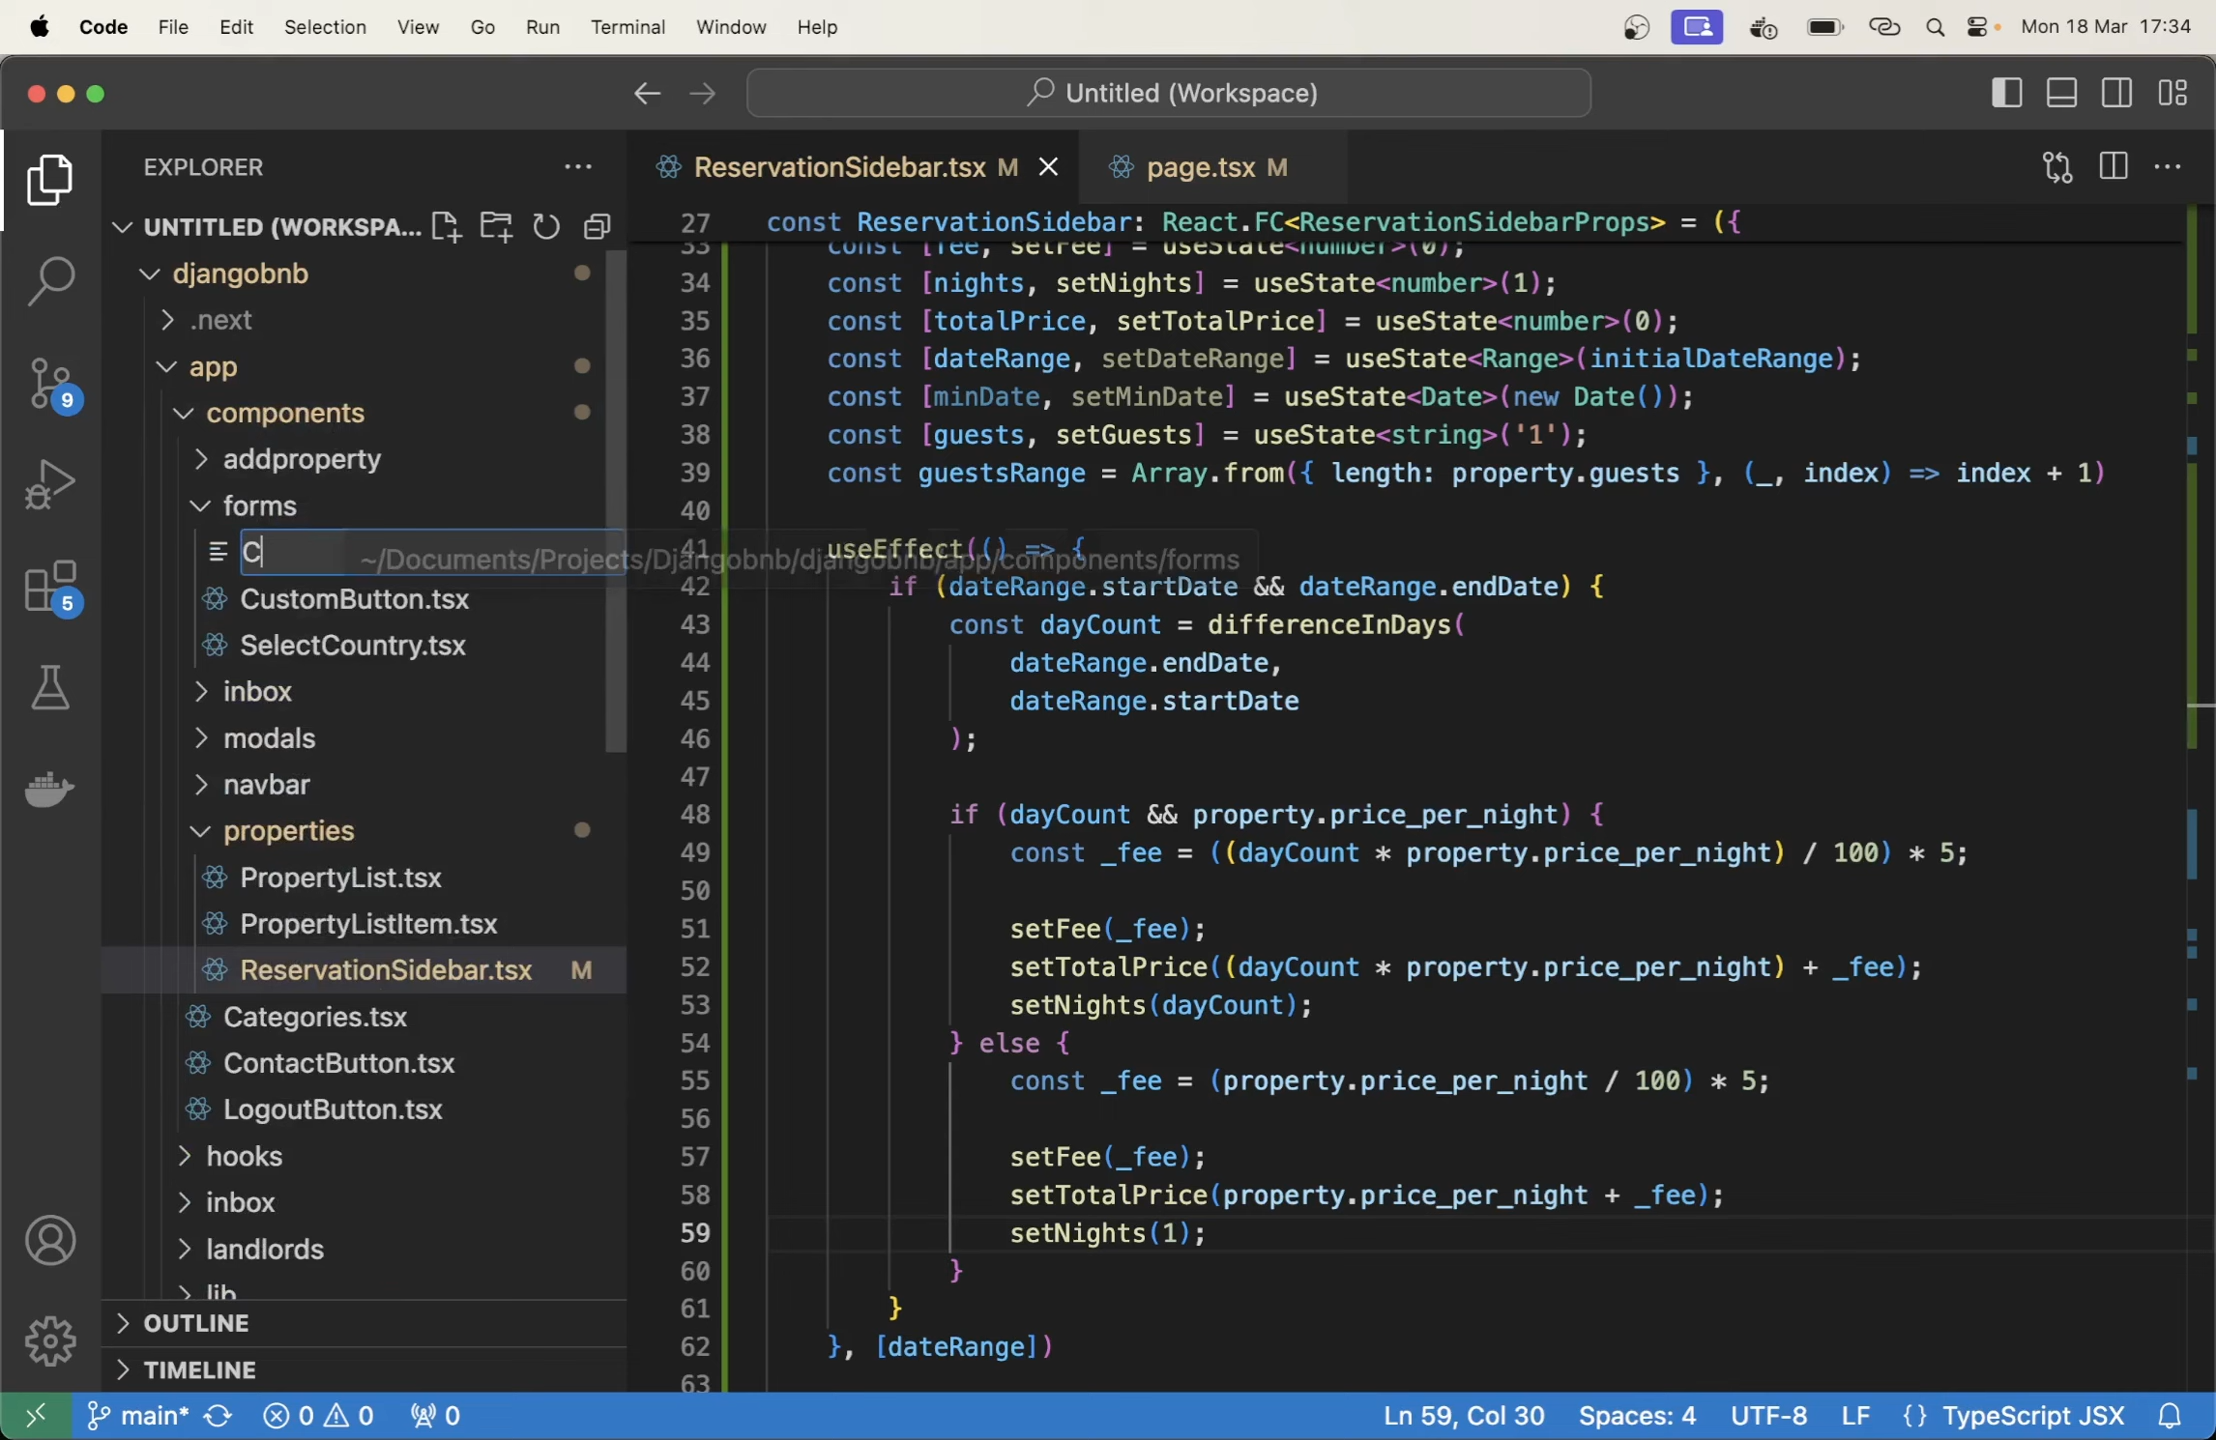 Code File Edit Selection View Go Run Terminal Window Help Mon 18 Mar 17:34
Untitled (Workspace)
EXPLORER
UNTITLED (WORKSPA...
djangobnb
.next
app
components
addproperty
forms
C
~/Documents/Projects/Djangobnb/djangobnb/app/components/forms
CustomButton.tsx
SelectCountry.tsx
inbox
modals
navbar
properties
PropertyList.tsx
PropertyListItem.tsx
ReservationSidebar.tsx M
Categories.tsx
ContactButton.tsx
LogoutButton.tsx
hooks
inbox
landlords
lib
OUTLINE
TIMELINE
9
5
ReservationSidebar.tsx M
page.tsx M
27 const ReservationSidebar: React.FC<ReservationSidebarProps> = ({
33 const [fee, setFee] = useState<number>(0);
34 const [nights, setNights] = useState<number>(1);
35 const [totalPrice, setTotalPrice] = useState<number>(0);
36 const [dateRange, setDateRange] = useState<Range>(initialDateRange);
37 const [minDate, setMinDate] = useState<Date>(new Date());
38 const [guests, setGuests] = useState<string>('1');
39 const guestsRange = Array.from({ length: property.guests }, (_, index) => index + 1)
40
41 useEffect(() => {
42 if (dateRange.startDate && dateRange.endDate) {
43 const dayCount = differenceInDays(
44 dateRange.endDate,
45 dateRange.startDate
46 );
47
48 if (dayCount && property.price_per_night) {
49 const _fee = ((dayCount * property.price_per_night) / 100) * 5;
50
51 setFee(_fee);
52 setTotalPrice((dayCount * property.price_per_night) + _fee);
53 setNights(dayCount);
54 } else {
55 const _fee = (property.price_per_night / 100) * 5;
56
57 setFee(_fee);
58 setTotalPrice(property.price_per_night + _fee);
59 setNights(1);
60 }
61 }
62 }, [dateRange])
63
main* 0 0 0 Ln 59, Col 30 Spaces: 4 UTF-8 LF {} TypeScript JSX